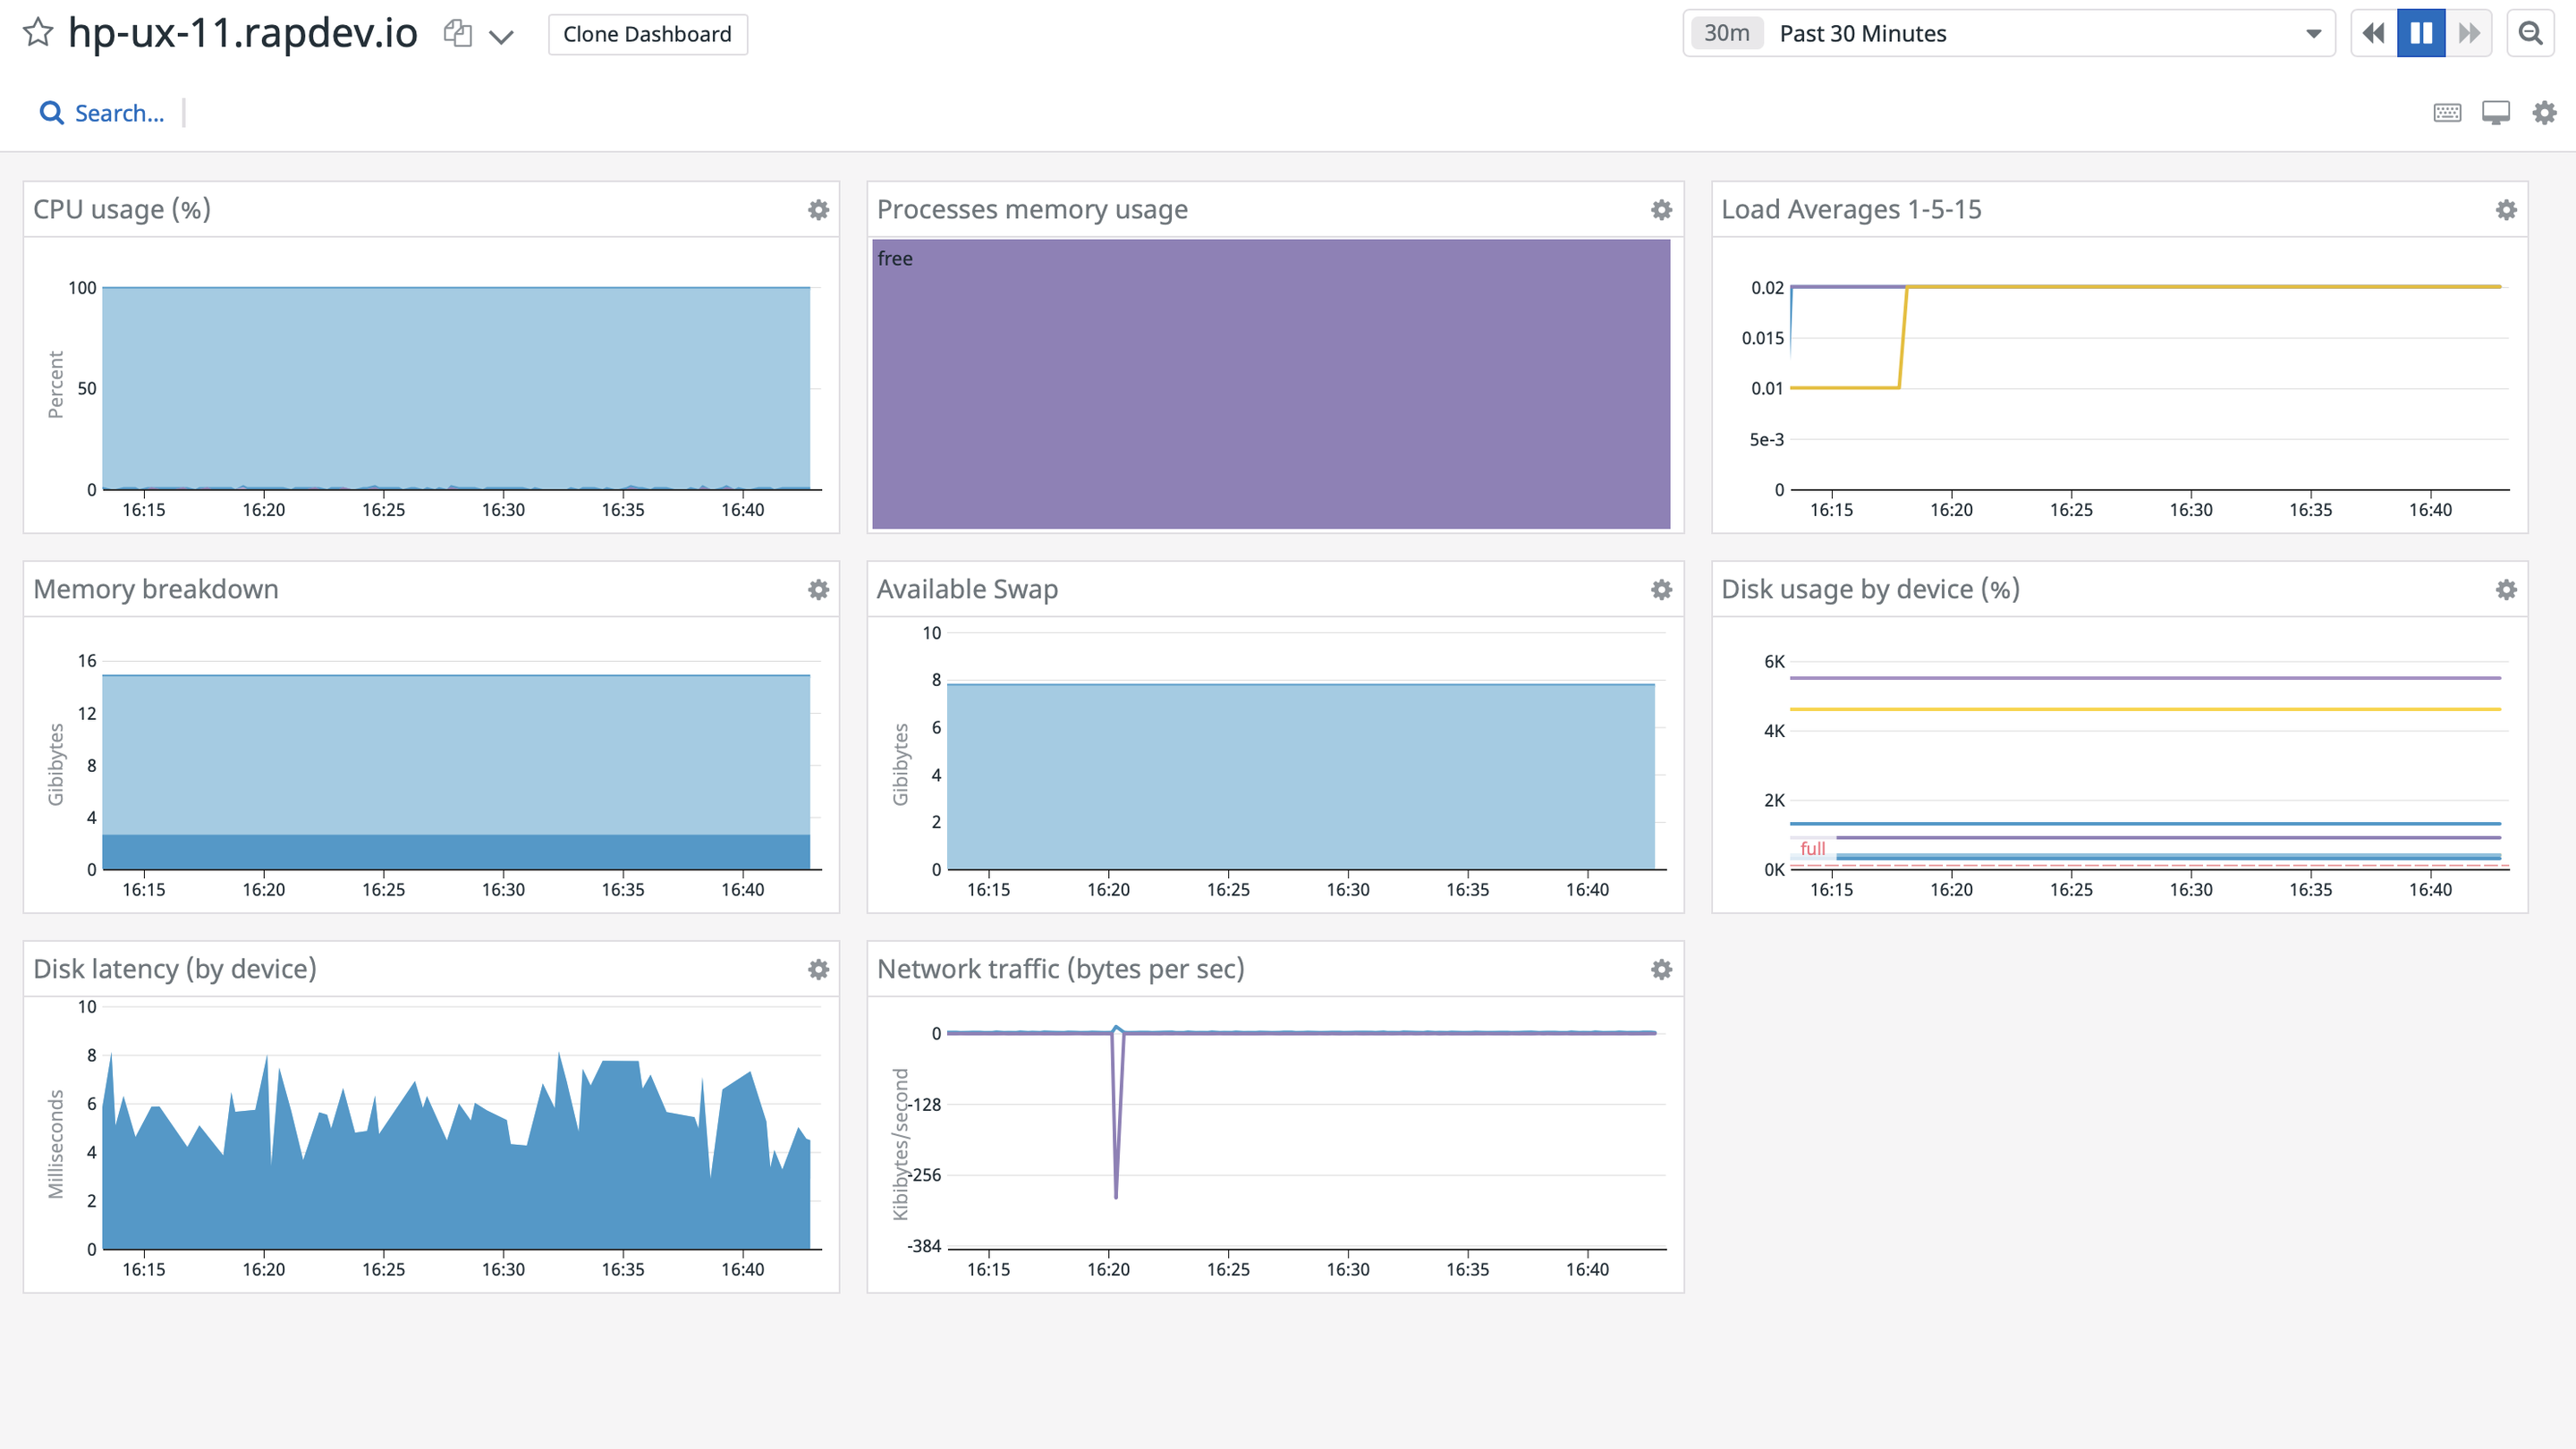 hp-ux-11.rapdev.io
Clone Dashboard
30m Past 30 Minutes
Search...
CPU usage (%)
Percent
100
50
0
16:15 16:20 16:25 16:30 16:35 16:40
Processes memory usage
free
Load Averages 1-5-15
0.02
0.015
0.01
5e-3
0
16:15 16:20 16:25 16:30 16:35 16:40
Memory breakdown
Gibibytes
16
12
8
4
0
16:15 16:20 16:25 16:30 16:35 16:40
Available Swap
Gibibytes
10
8
6
4
2
0
16:15 16:20 16:25 16:30 16:35 16:40
Disk usage by device (%)
6K
4K
2K
full
0K
16:15 16:20 16:25 16:30 16:35 16:40
Disk latency (by device)
Milliseconds
10
8
6
4
2
0
16:15 16:20 16:25 16:30 16:35 16:40
Network traffic (bytes per sec)
Kibibytes/second
0
-128
-256
-384
16:15 16:20 16:25 16:30 16:35 16:40